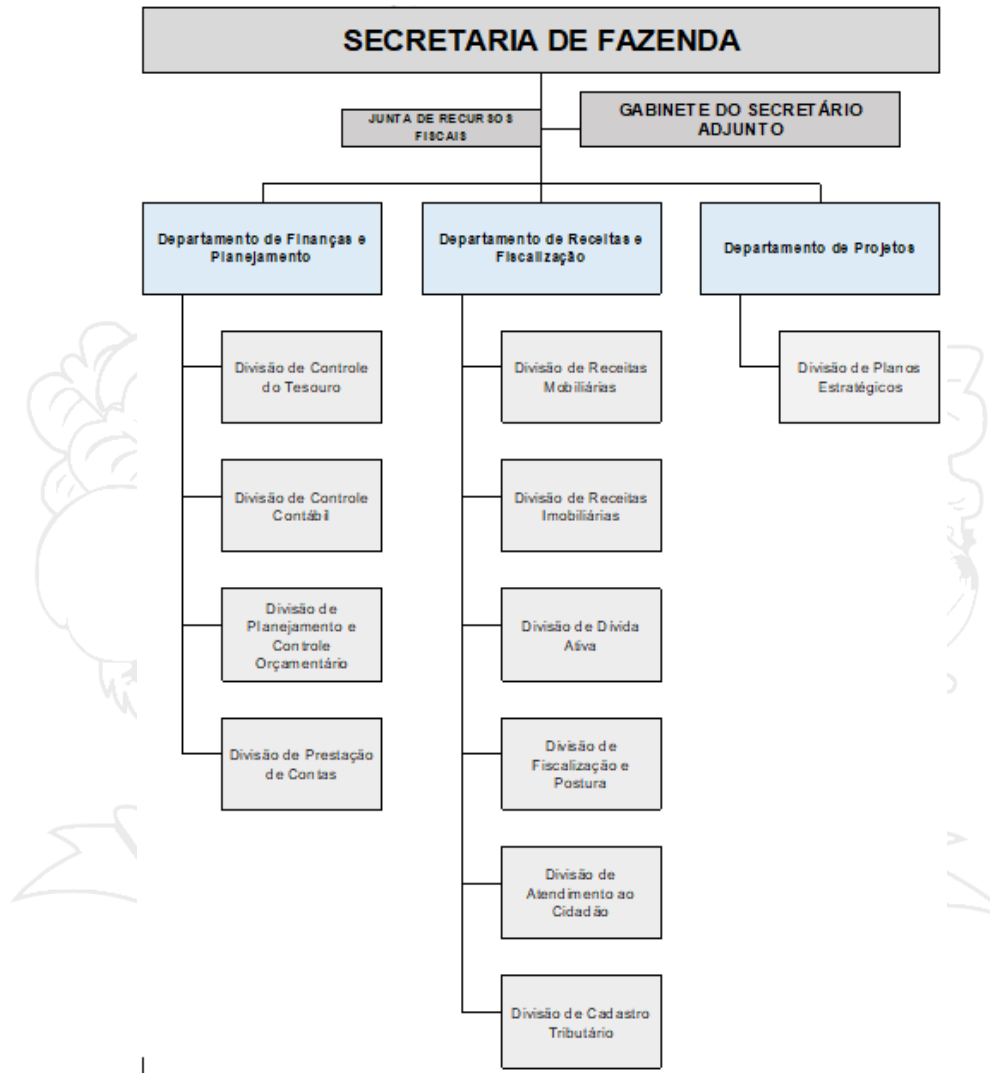 SECRETARIA DE FAZENDA
JUNTA DE RECURSOS
FISCAIS
GABINETE DO SECRETÁRIO
ADJUNTO
Departamento de Finanças e
Planejamento
Departamento de Receitas e
Fiscalização
Departamento de Projetos
Divisão de Controle
do Tesouro
Divisão de Controle
Contábil
Divisão de
Planejamento e
Controle
Orçamentário
Divisão de Prestação
de Contas
Divisão de Receitas
Mobiliárias
Divisão de Receitas
Imobiliárias
Divisão de Dívida
Ativa
Divisão de
Fiscalização e
Postura
Divisão de
Atendimento ao
Cidadão
Divisão de Cadastro
Tributário
Divisão de Planos
Estratégicos